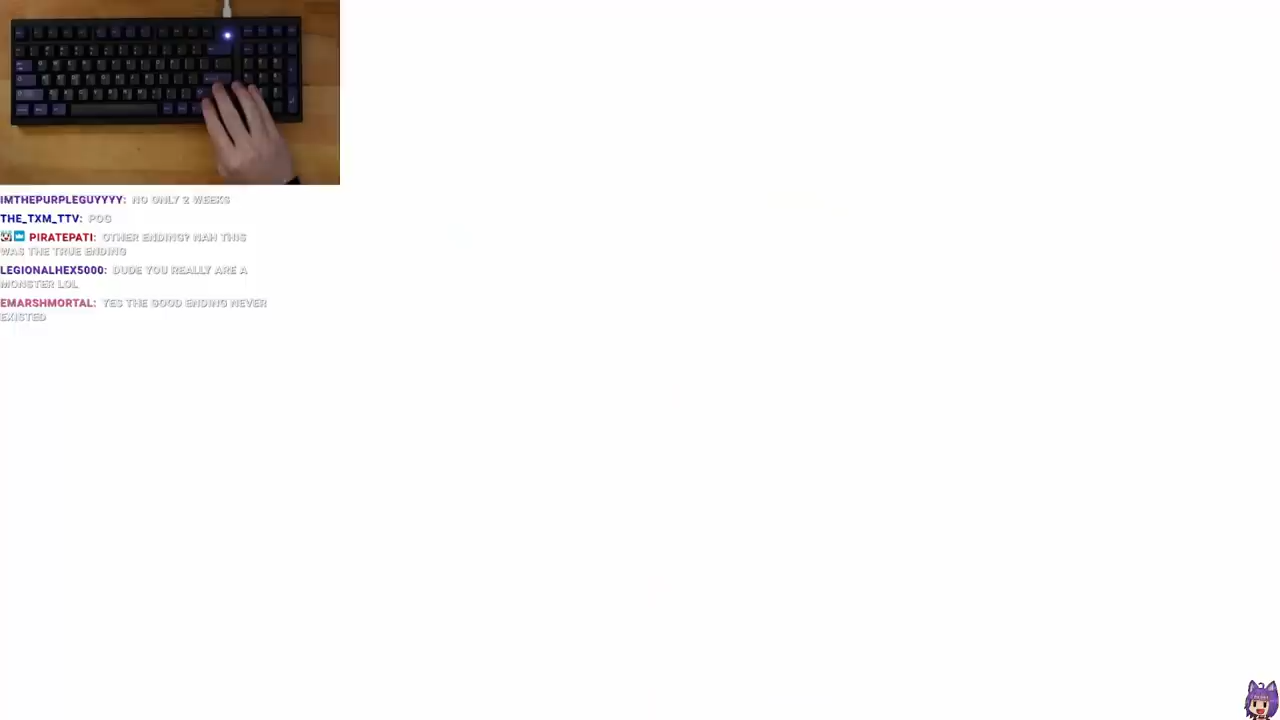 IMTHEPURPLEGUYYYY: NO ONLY 2 WEEKS
THE_TXM_TTV: POG
PIRATEPATI: OTHER ENDING? NAH THIS
WAS THE TRUE ENDING
LEGIONALHEX5000: DUDE YOU REALLY ARE A
MONSTER LOL
EMARSHMORTAL: YES THE GOOD ENDING NEVER
EXISTED